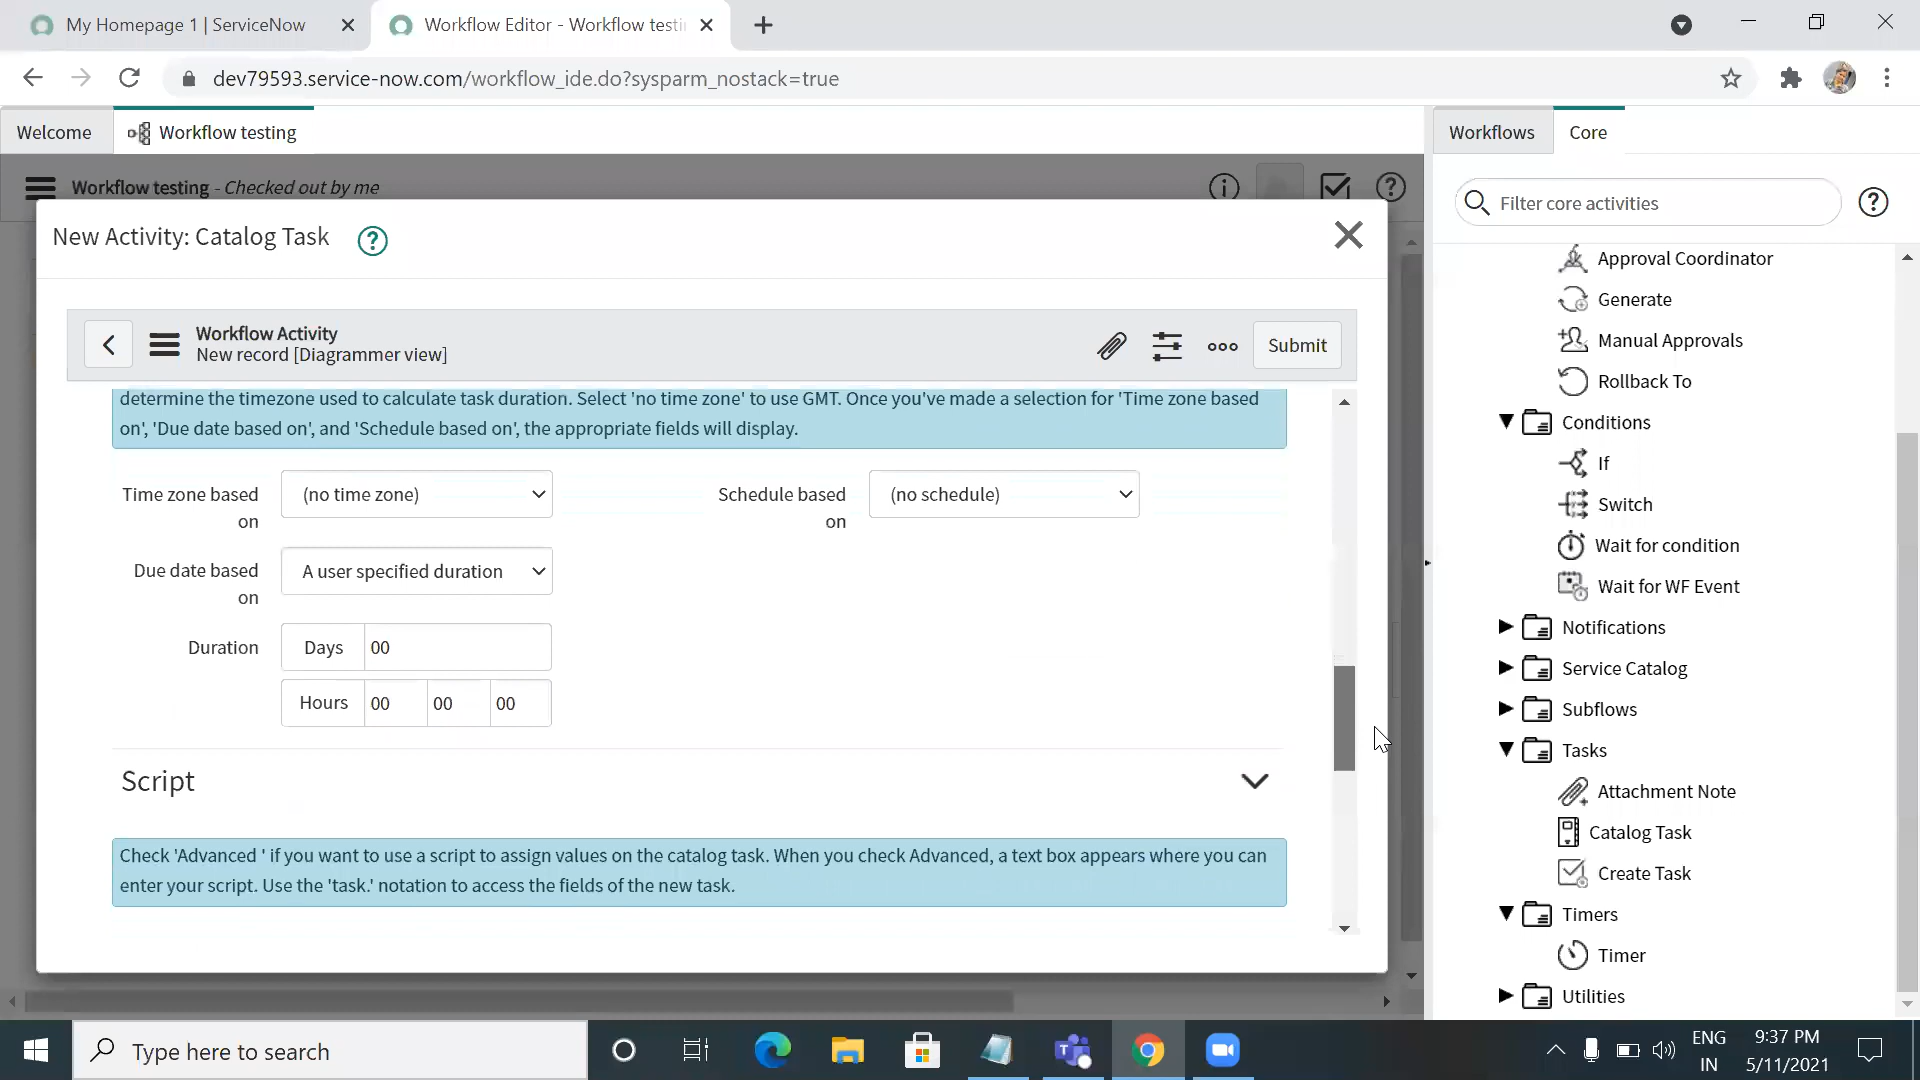 My Homepage 1 | ServiceNow
Workflow Editor - Workflow testi
dev79593.service-now.com/workflow_ide.do?sysparm_nostack=true
Welcome
Workflow testing
Workflows
Core
Workflow testing - Checked out by me
Filter core activities
New Activity: Catalog Task
Workflow Activity
New record [Diagrammer view]
Submit
determine the timezone used to calculate task duration. Select 'no time zone' to use GMT. Once you've made a selection for 'Time zone based
on', 'Due date based on', and 'Schedule based on', the appropriate fields will display.
Time zone based
on
(no time zone)
Schedule based
on
(no schedule)
Due date based
on
A user specified duration
Duration
Days 00
Hours 00 00 00
Script
Check 'Advanced ' if you want to use a script to assign values on the catalog task. When you check Advanced, a text box appears where you can
enter your script. Use the 'task.' notation to access the fields of the new task.
Approval Coordinator
Generate
Manual Approvals
Rollback To
Conditions
If
Switch
Wait for condition
Wait for WF Event
Notifications
Service Catalog
Subflows
Tasks
Attachment Note
Catalog Task
Create Task
Timers
Timer
Utilities
Type here to search
ENG
IN
9:37 PM
5/11/2021